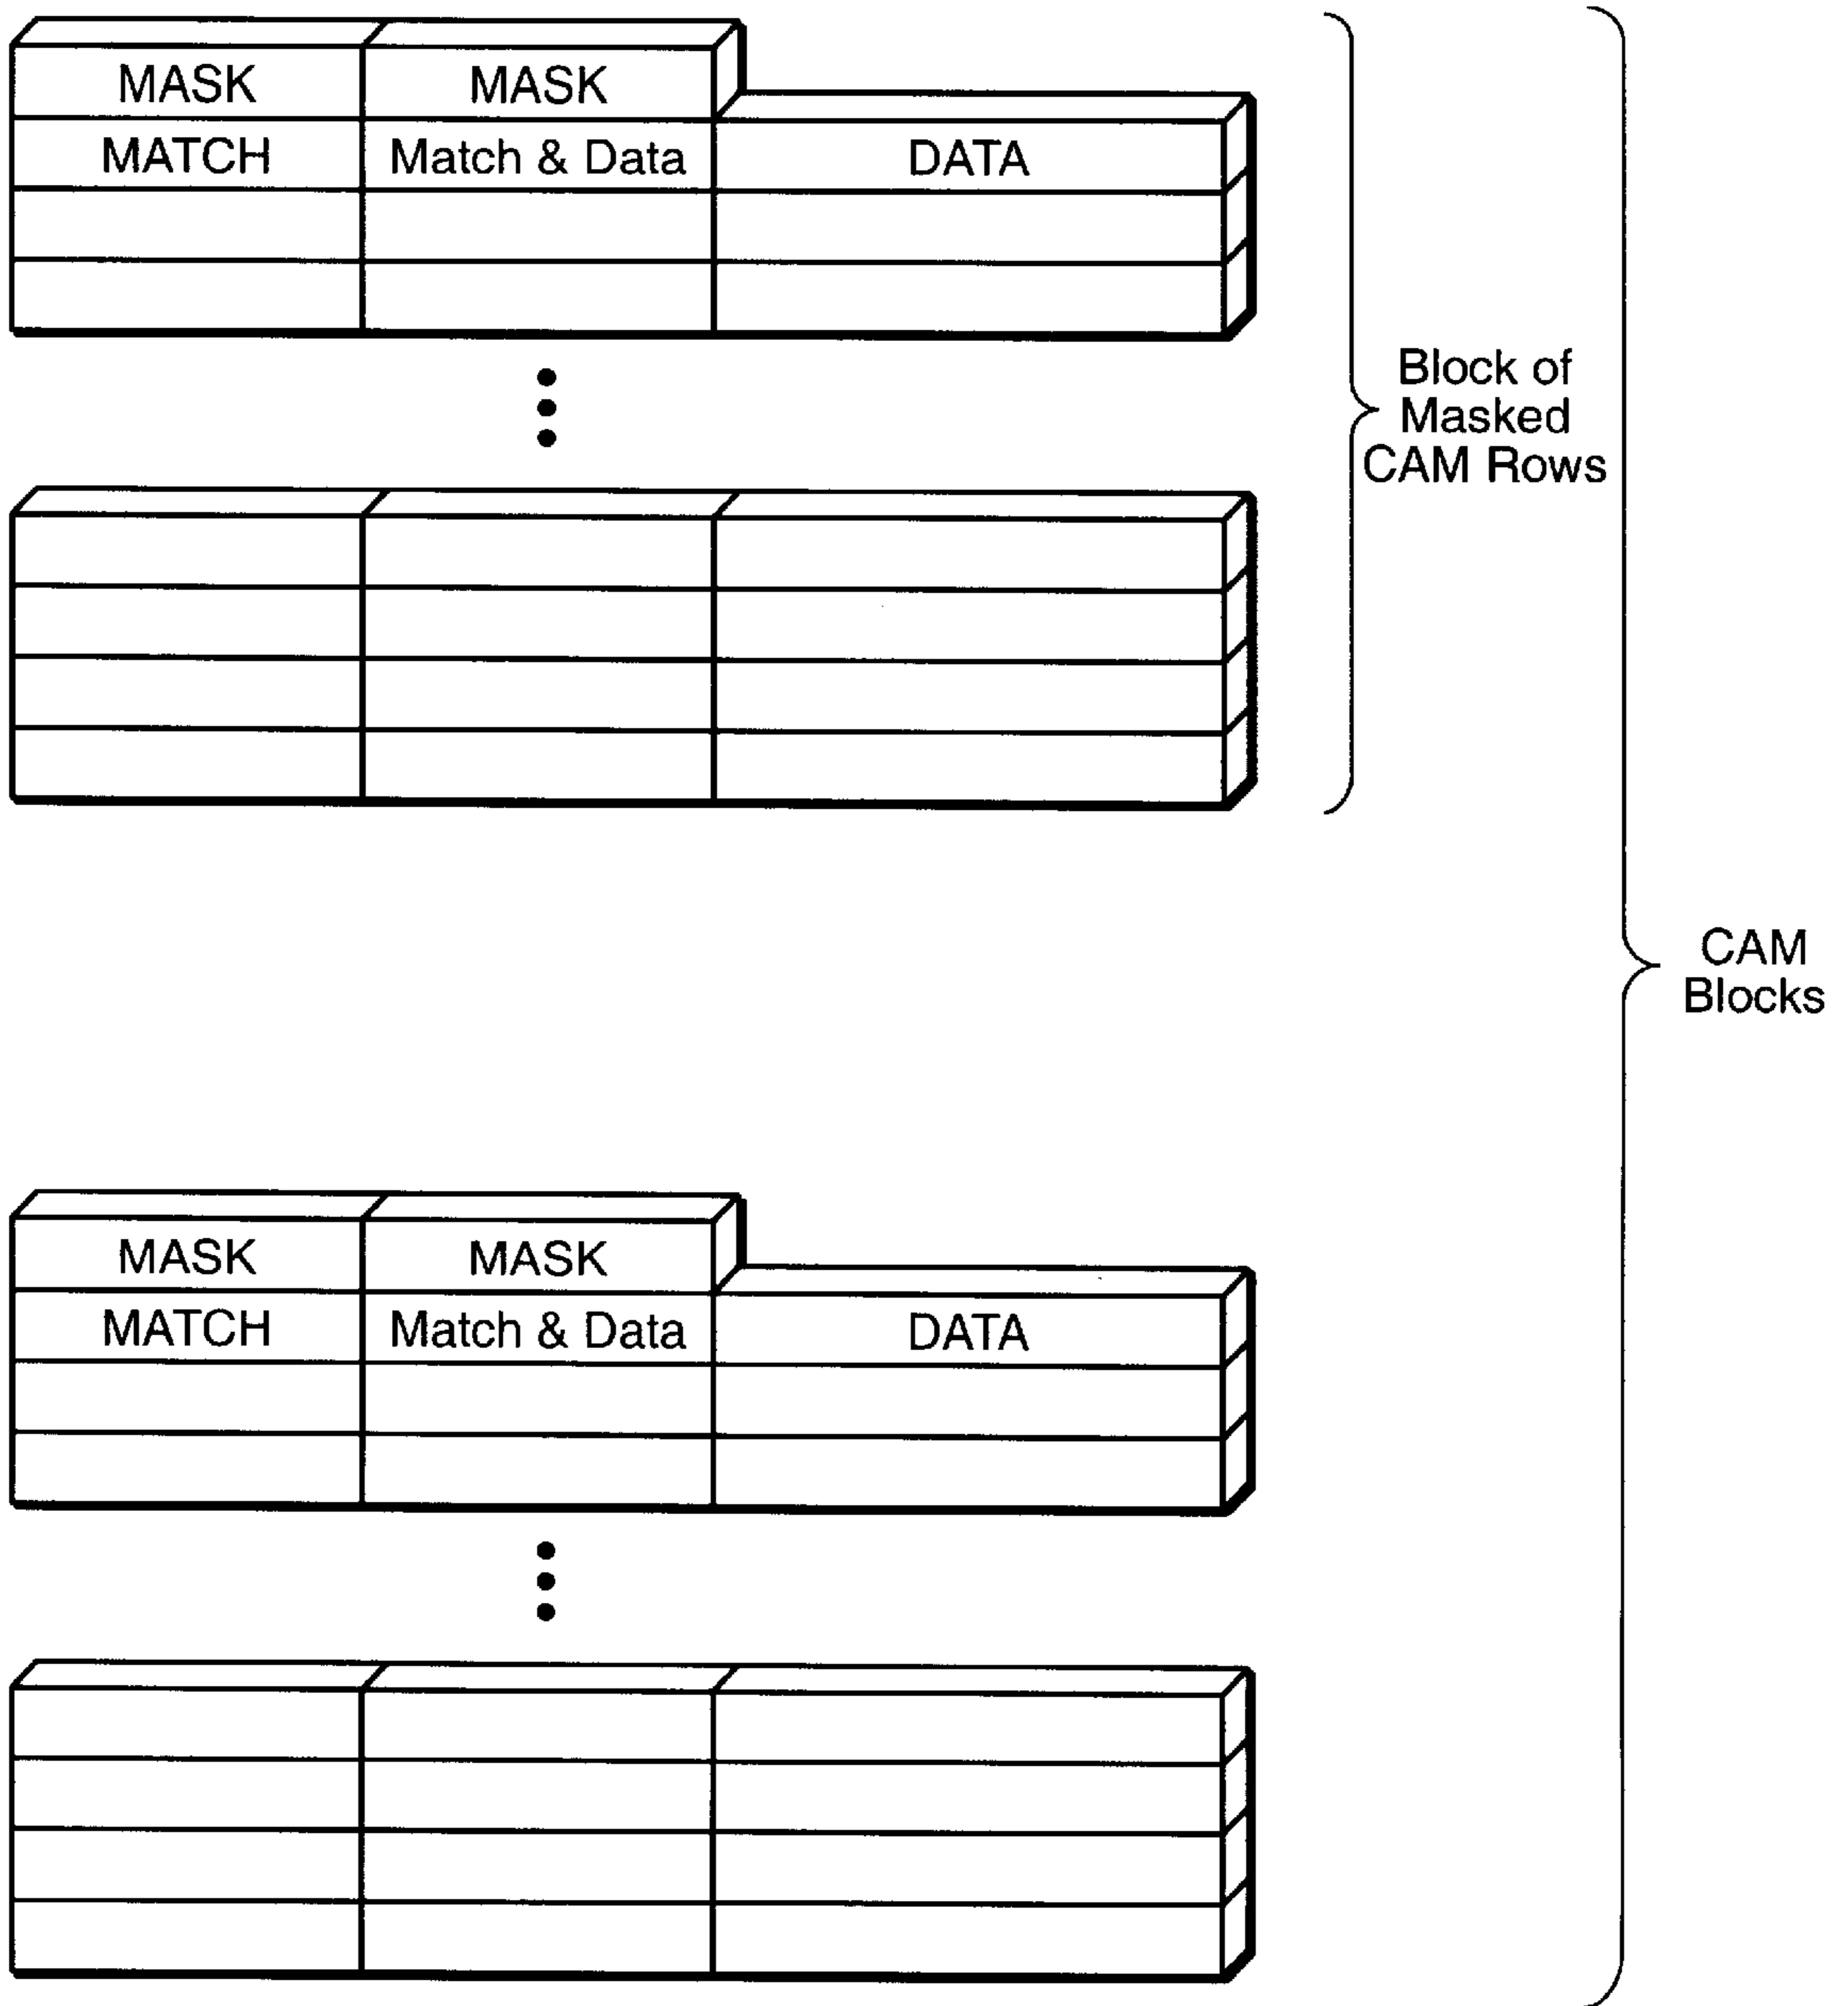 MASK MASK
MATCH Match & Data DATA
Block of
Masked
CAM Rows
CAM
Blocks
MASK MASK
MATCH Match & Data DATA